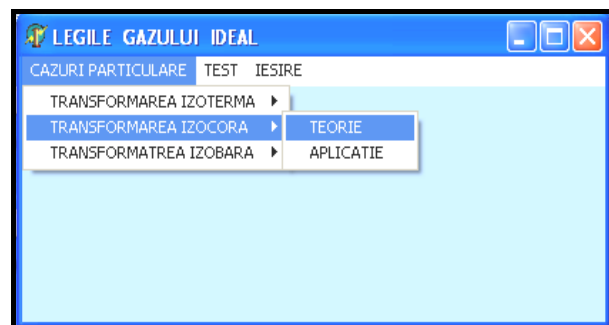 LEGILE GAZULUI IDEAL
CAZURI PARTICULARE TEST IESIRE
TRANSFORMAREA IZOTERMA
TRANSFORMAREA IZOCORA TEORIE
TRANSFORMATREA IZOBARA APLICATIE